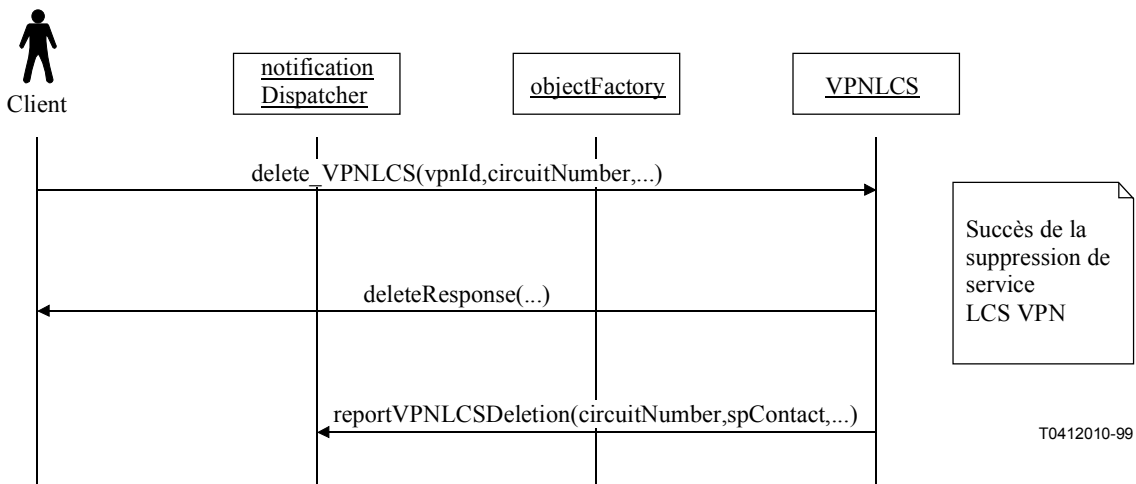 Client
notification
Dispatcher
objectFactory
VPNLCS
delete_VPNLCS(vpnId,circuitNumber,...)
Succès de la
suppression de
service
LCS VPN
deleteResponse(...)
reportVPNLCSDeletion(circuitNumber,spContact,...)
T0412010-99